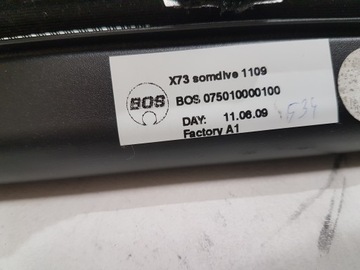 X73 somdive 1109
BOS
BOS 075010000100
DAY: 11.06.09
Factory A1